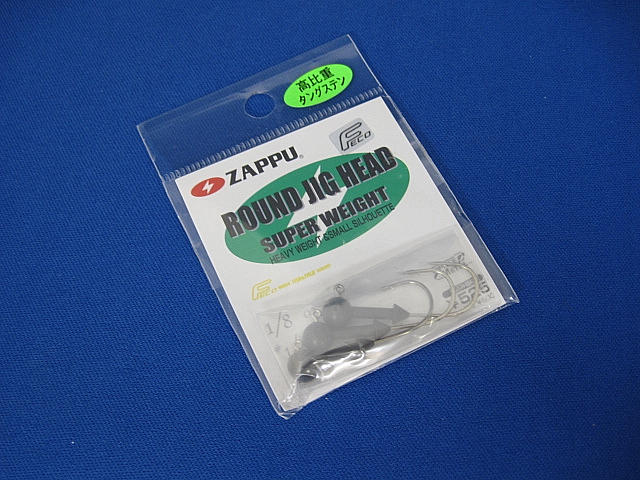 高比重
タングステン
FECO
ZAPPU
ROUND JIG HEAD
SUPER WEIGHT
HEAVY WEIGHT & SMALL SILHOUETTE
1/8